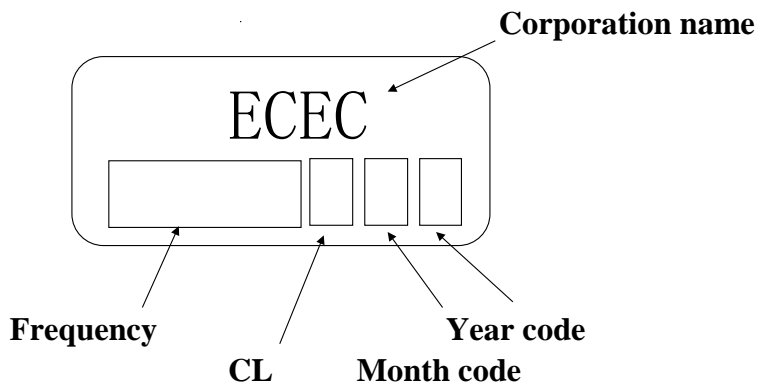 Corporation name
ECEC
Frequency
Year code
CL
Month code